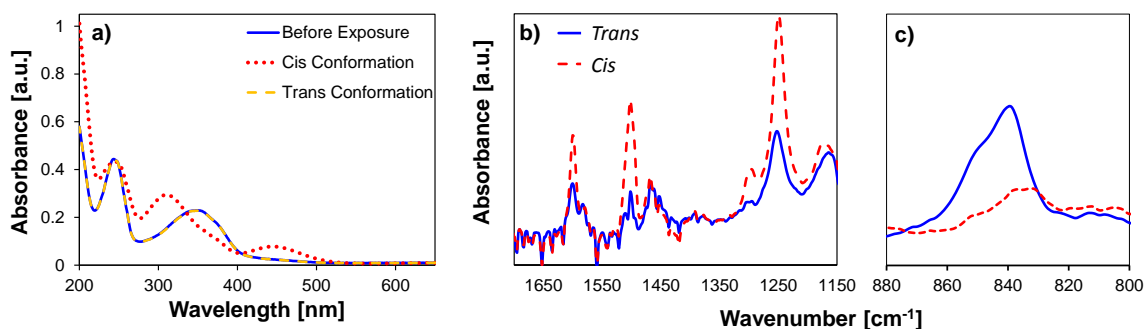 a)
Before Exposure
Cis Conformation
Trans Conformation
Absorbance [a.u.]
1
0.8
0.6
0.4
0.2
0
200 300 400 500 600
Wavelength [nm]
b)
Trans
Cis
Absorbance [a.u.]
1650 1550 1450 1350 1250 1150
c)
880 860 840 820 800
Wavenumber [cm-1]